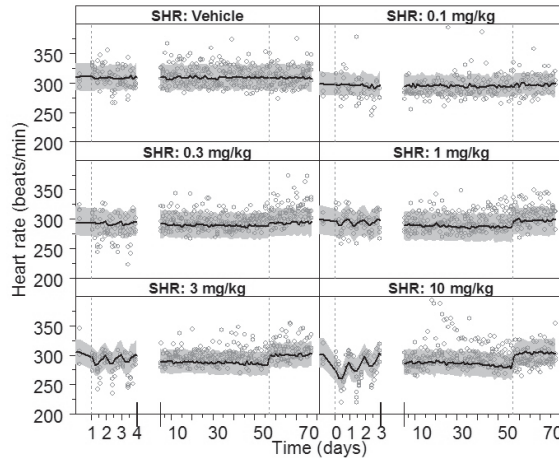 SHR: Vehicle SHR: 0.1 mg/kg
350
300
250
200
SHR: 0.3 mg/kg SHR: 1 mg/kg
350
300
250
200
SHR: 3 mg/kg SHR: 10 mg/kg
350
300
250
200
Heart rate (beats/min)
1 2 3 4 10 30 50 70 0 1 2 3 10 30 50 70
Time (days)